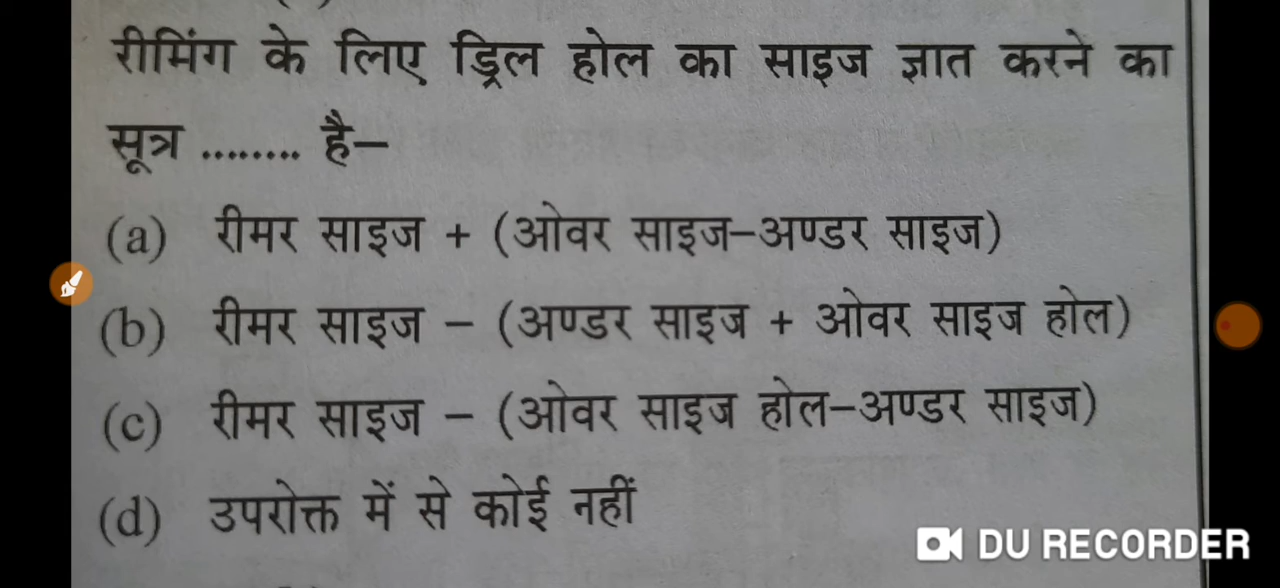 रीमिंग के लिए ड्रिल होल का साइज ज्ञात करने का
सूत्र ........ है–
(a) रीमर साइज + (ओवर साइज–अण्डर साइज)
(b) रीमर साइज – (अण्डर साइज + ओवर साइज होल)
(c) रीमर साइज – (ओवर साइज होल–अण्डर साइज)
(d) उपरोक्त में से कोई नहीं
DU RECORDER